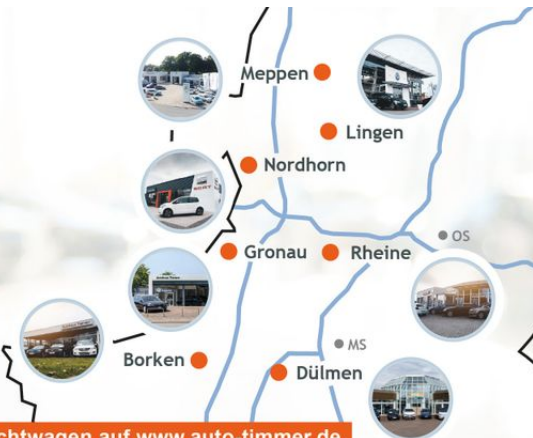 Meppen
Lingen
Nordhorn
OS
Gronau
Rheine
MS
Borken
Dülmen
chtwagen auf www.auto-timmer.de